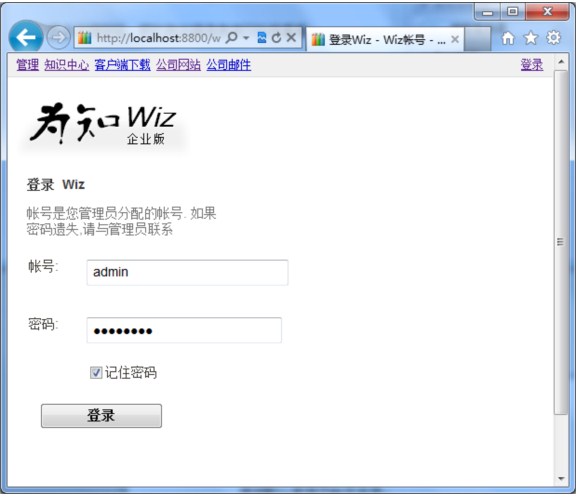 http://localhost:8800/w
登录Wiz - Wiz帐号 - ...
管理 知识中心 客户端下载 公司网站 公司邮件 登录
为知Wiz
企业版
登录 Wiz
帐号是您管理员分配的帐号. 如果
密码遗失,请与管理员联系
帐号: admin
密码: ●●●●●●●●
记住密码
登录